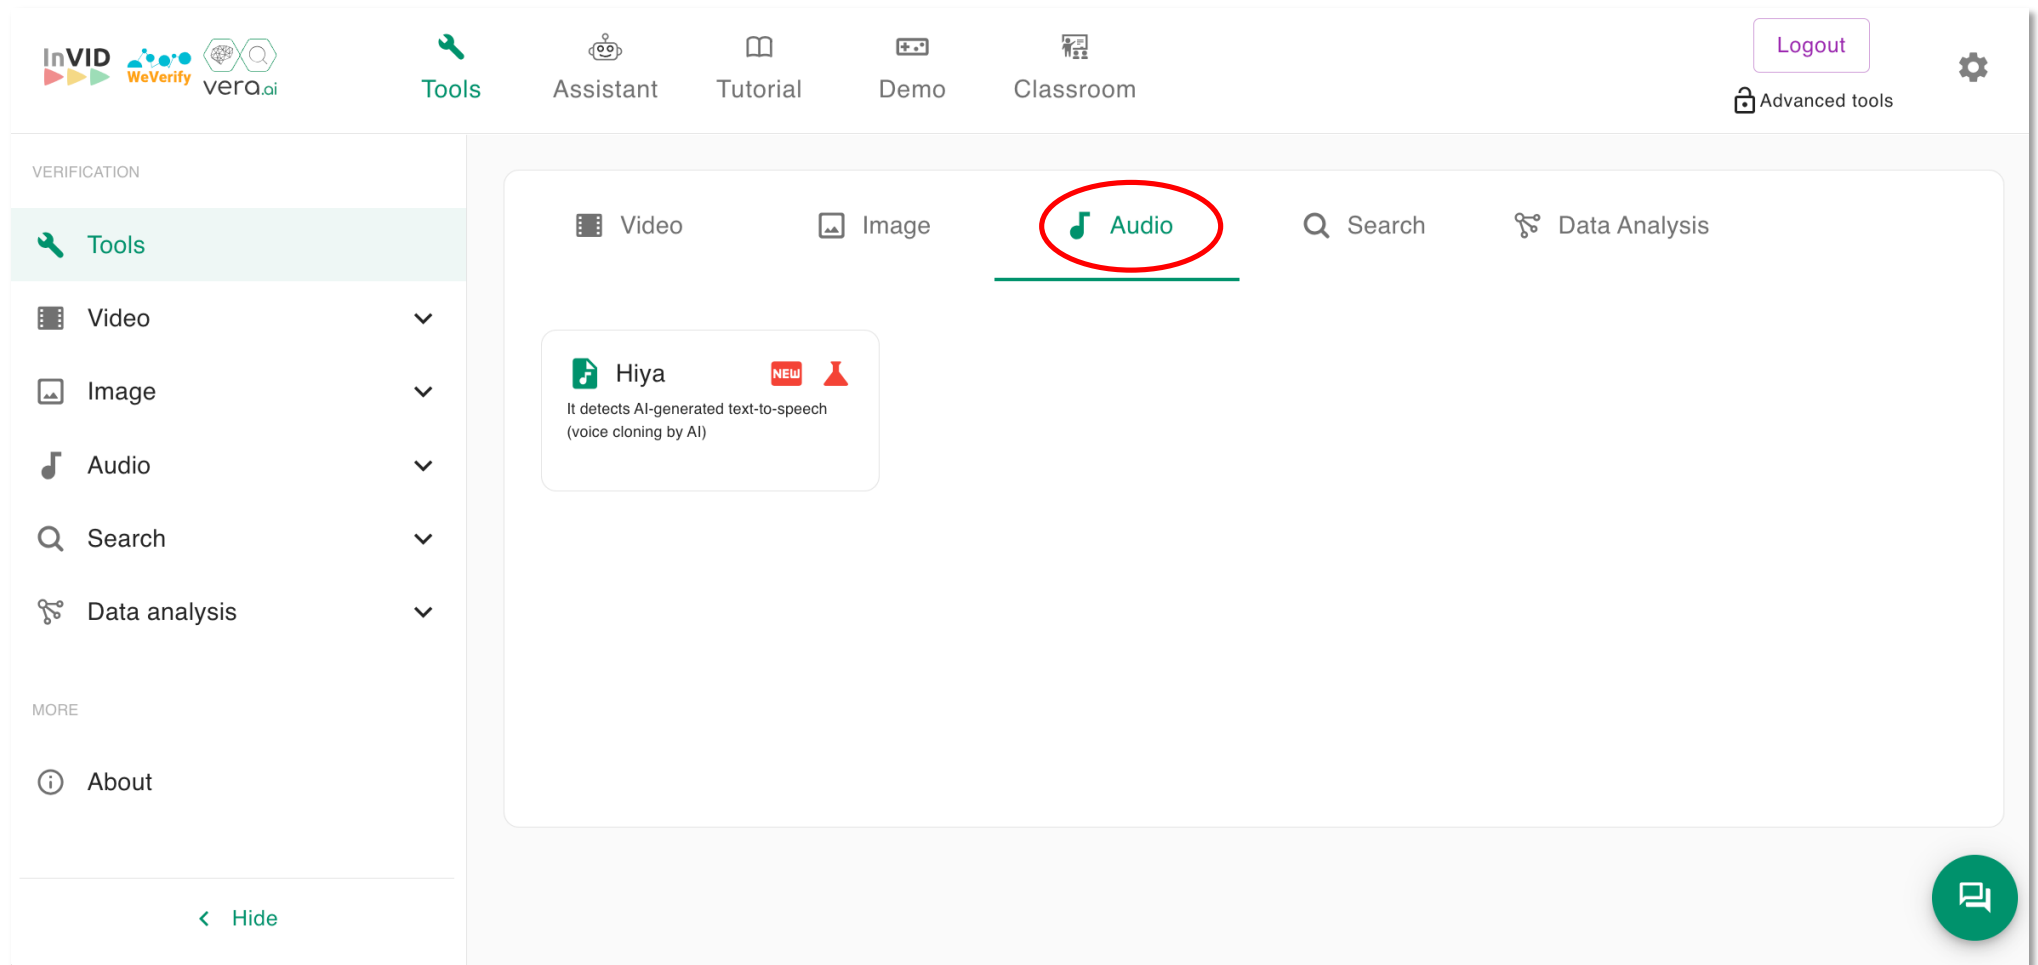 InVID
WeVerify
vera.ai
Tools
Assistant
Tutorial
Demo
Classroom
Logout
Advanced tools
VERIFICATION
Tools
Video
Image
Audio
Search
Data analysis
MORE
About
Hide
Video
Image
Audio
Search
Data Analysis
Hiya
NEW
It detects AI-generated text-to-speech
(voice cloning by AI)